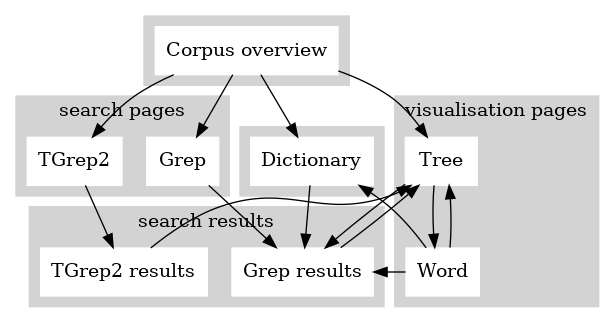 Corpus overview
search pages
visualisation pages
TGrep2
Grep
Dictionary
Tree
search results
TGrep2 results
Grep results
Word